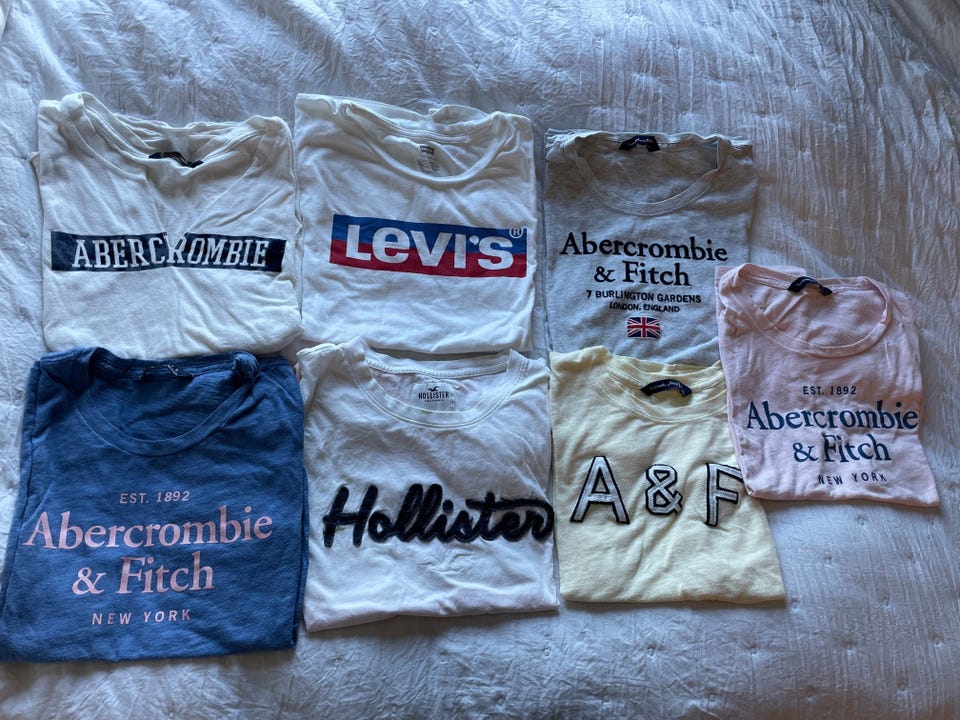 ABERCROMBIE
LEVI'S®
Abercrombie
& Fitch
7 BURLINGTON GARDENS
LONDON, ENGLAND
EST. 1892
Abercrombie
& Fitch
NEW YORK
HOLLISTER
Hollister
A & F
EST. 1892
Abercrombie
& Fitch
NEW YORK